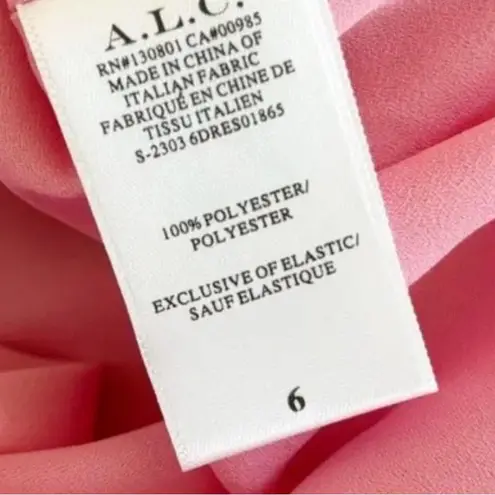 A.L.C.
RN#130801 CA#00985
MADE IN CHINA OF
ITALIAN FABRIC
FABRIQUÉ EN CHINE DE
TISSU ITALIEN
S-2303 6DRES01865
100% POLYESTER/
POLYESTER
EXCLUSIVE OF ELASTIC/
SAUF ELASTIQUE
6